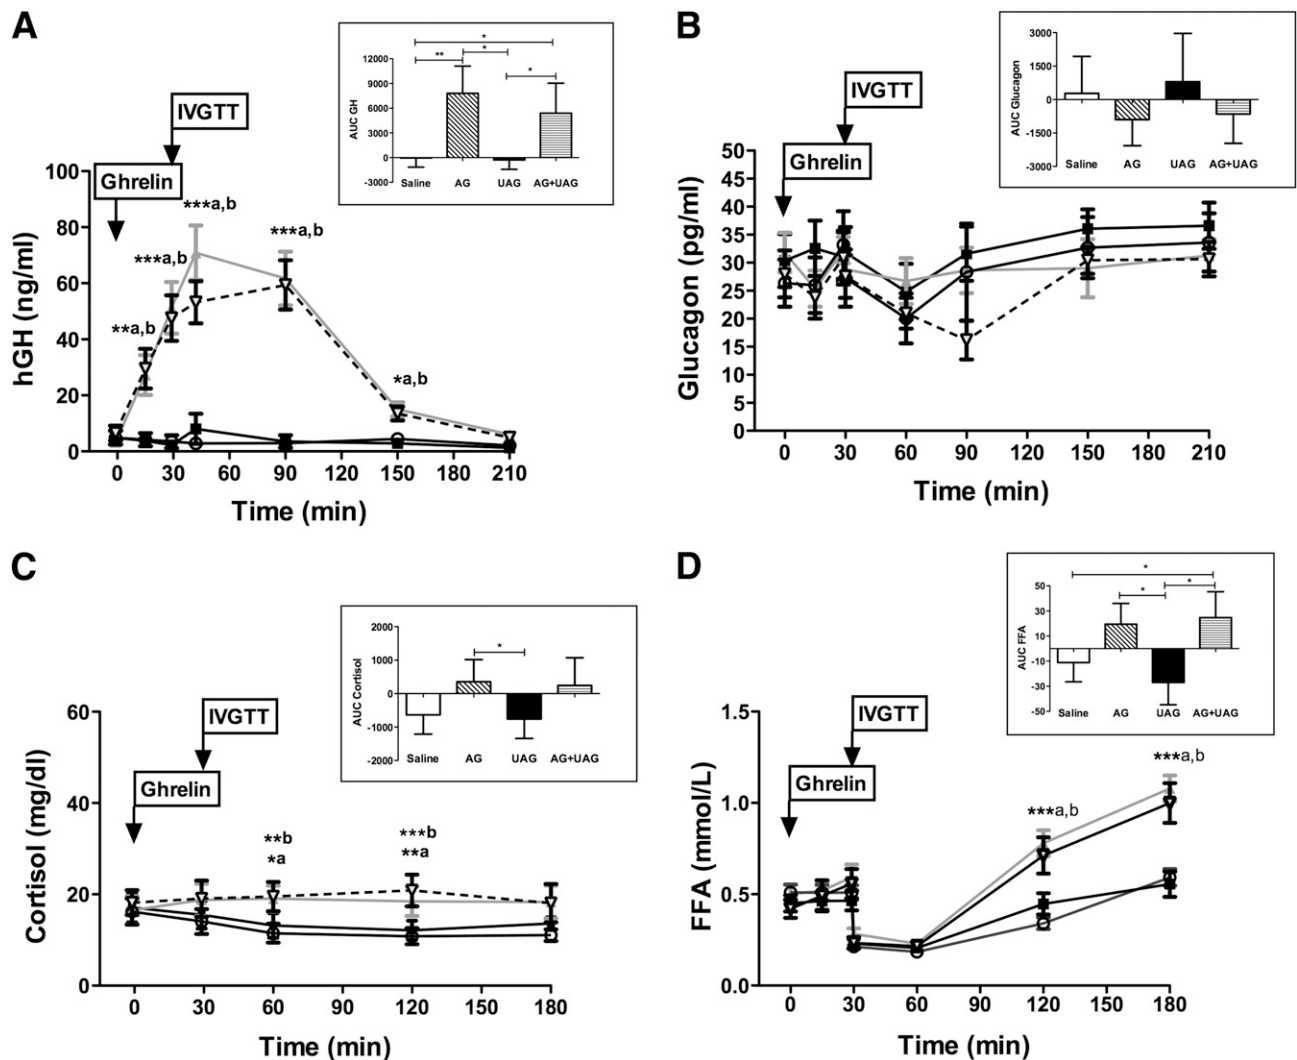 A
IVGTT
Ghrelin
hGH (ng/ml)
100
80
60
40
20
0
***a,b
***a,b
***a,b
**a,b
*a,b
0 30 60 90 120 150 180 210
Time (min)
AUC GH
12000
9000
6000
3000
0
-3000
*
** *
*
Saline AG UAG AG+UAG
B
IVGTT
Ghrelin
Glucagon (pg/ml)
50
45
40
35
30
25
20
15
10
5
0
0 30 60 90 120 150 180 210
Time (min)
AUC Glucagon
3000
1500
0
-1500
-3000
Saline AG UAG AG+UAG
C
IVGTT
Ghrelin
Cortisol (mg/dl)
60
40
20
0
**b
*a
***b
**a
0 30 60 90 120 150 180
Time (min)
AUC Cortisol
2000
1000
0
-1000
-2000
*
Saline AG UAG AG+UAG
D
IVGTT
Ghrelin
FFA (mmol/L)
1.5
1.0
0.5
0.0
***a,b
***a,b
0 30 60 90 120 150 180
Time (min)
AUC FFA
50
30
10
-10
-30
-50
*
* *
Saline AG UAG AG+UAG